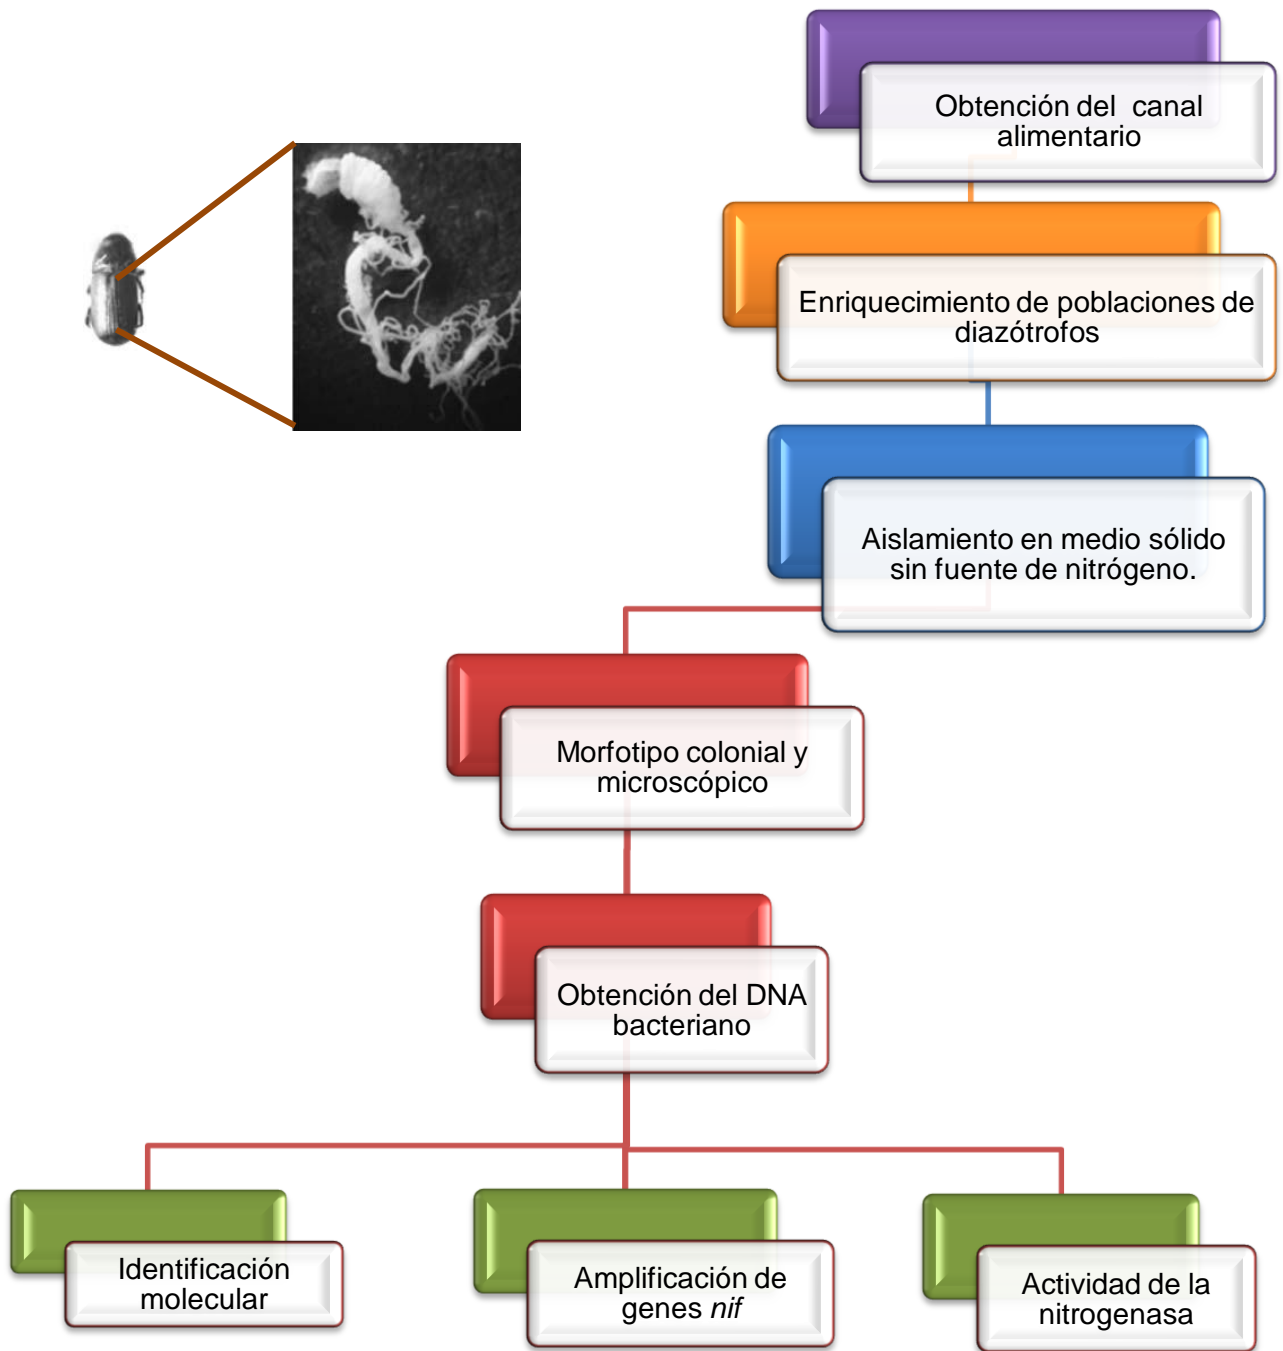 Obtención del canal
alimentario
Enriquecimiento de poblaciones de
diazótrofos
Aislamiento en medio sólido
sin fuente de nitrógeno.
Morfotipo colonial y
microscópico
Obtención del DNA
bacteriano
Identificación
molecular
Amplificación de
genes nif
Actividad de la
nitrogenasa